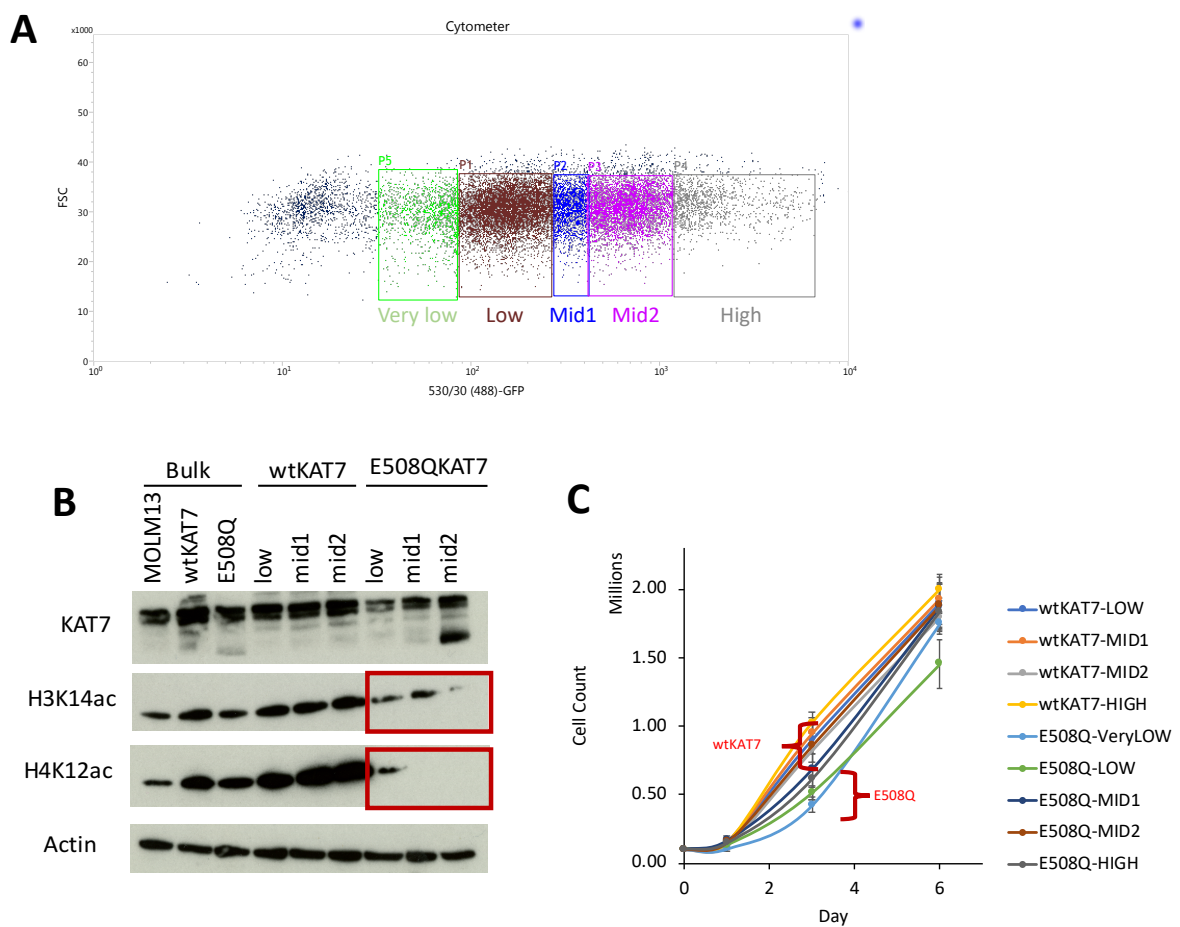 A
Cytometer
x1000
60
50
40
30
20
10
0
FSC
P5
P1
P2
P3
P4
Very low
Low
Mid1
Mid2
High
10⁰
10¹
10²
10³
10⁴
530/30 (488)-GFP
B
Bulk
wtKAT7
E508QKAT7
MOLM13
wtKAT7
E508Q
low
mid1
mid2
low
mid1
mid2
KAT7
H3K14ac
H4K12ac
Actin
C
Millions
Cell Count
2.00
1.50
1.00
0.50
0.00
0
2
4
6
Day
wtKAT7
E508Q
wtKAT7-LOW
wtKAT7-MID1
wtKAT7-MID2
wtKAT7-HIGH
E508Q-VeryLOW
E508Q-LOW
E508Q-MID1
E508Q-MID2
E508Q-HIGH